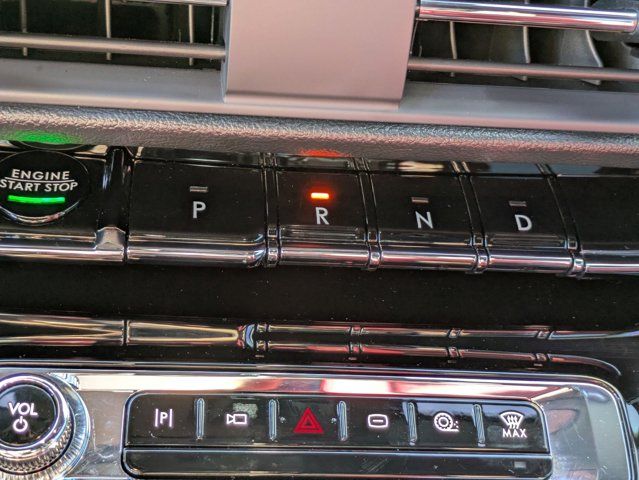 ENGINE
START STOP
P
R
N
D
VOL
|P|
MAX